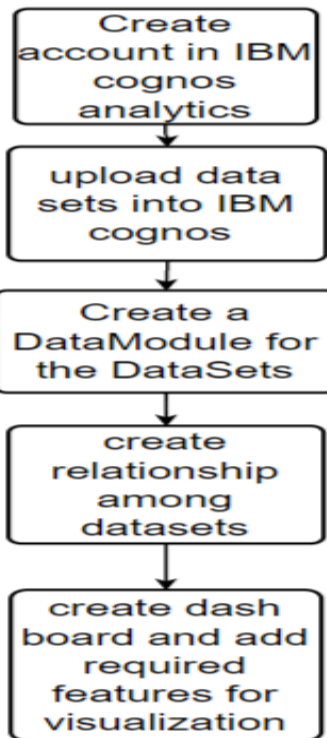 Create
account in IBM
cognos
analytics
upload data
sets into IBM
cognos
Create a
DataModule for
the DataSets
create
relationship
among
datasets
create dash
board and add
required
features for
visualization